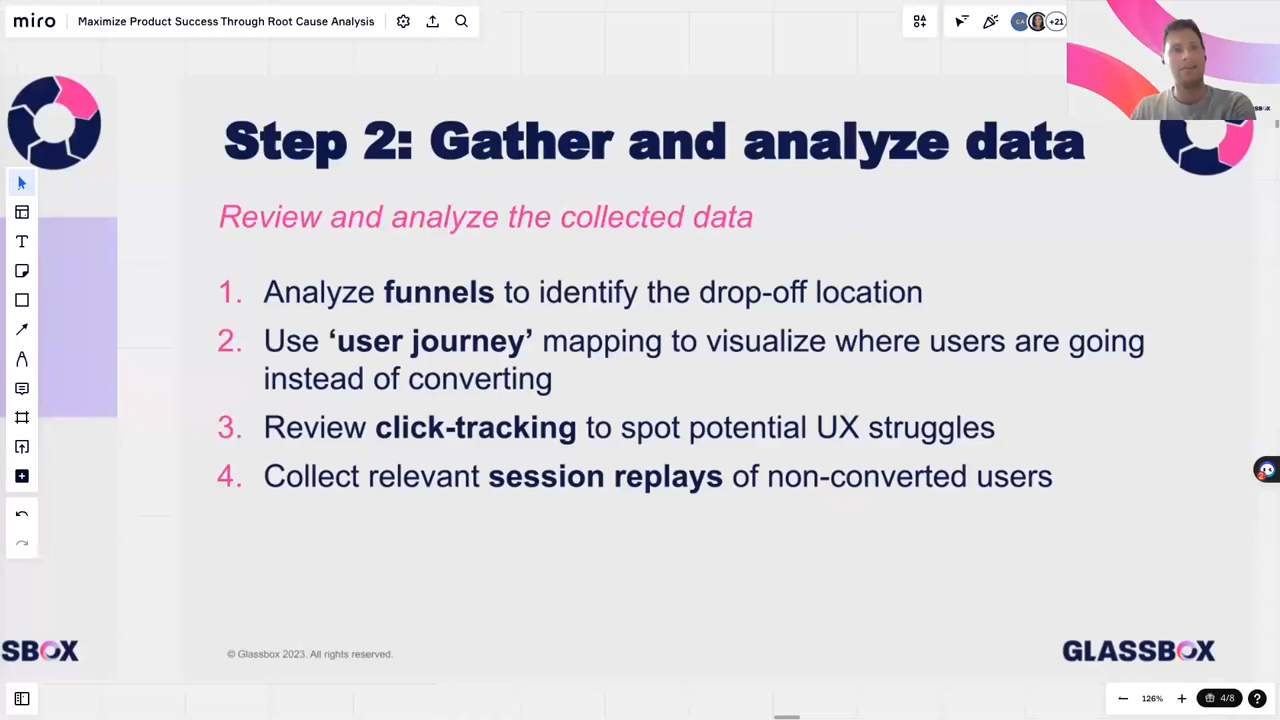 miro
Maximize Product Success Through Root Cause Analysis
CA
+21
Step 2: Gather and analyze data
Review and analyze the collected data
1. Analyze funnels to identify the drop-off location
2. Use ‘user journey’ mapping to visualize where users are going
instead of converting
3. Review click-tracking to spot potential UX struggles
4. Collect relevant session replays of non-converted users
SBOX
© Glassbox 2023. All rights reserved.
GLASSBOX
126%
4/8